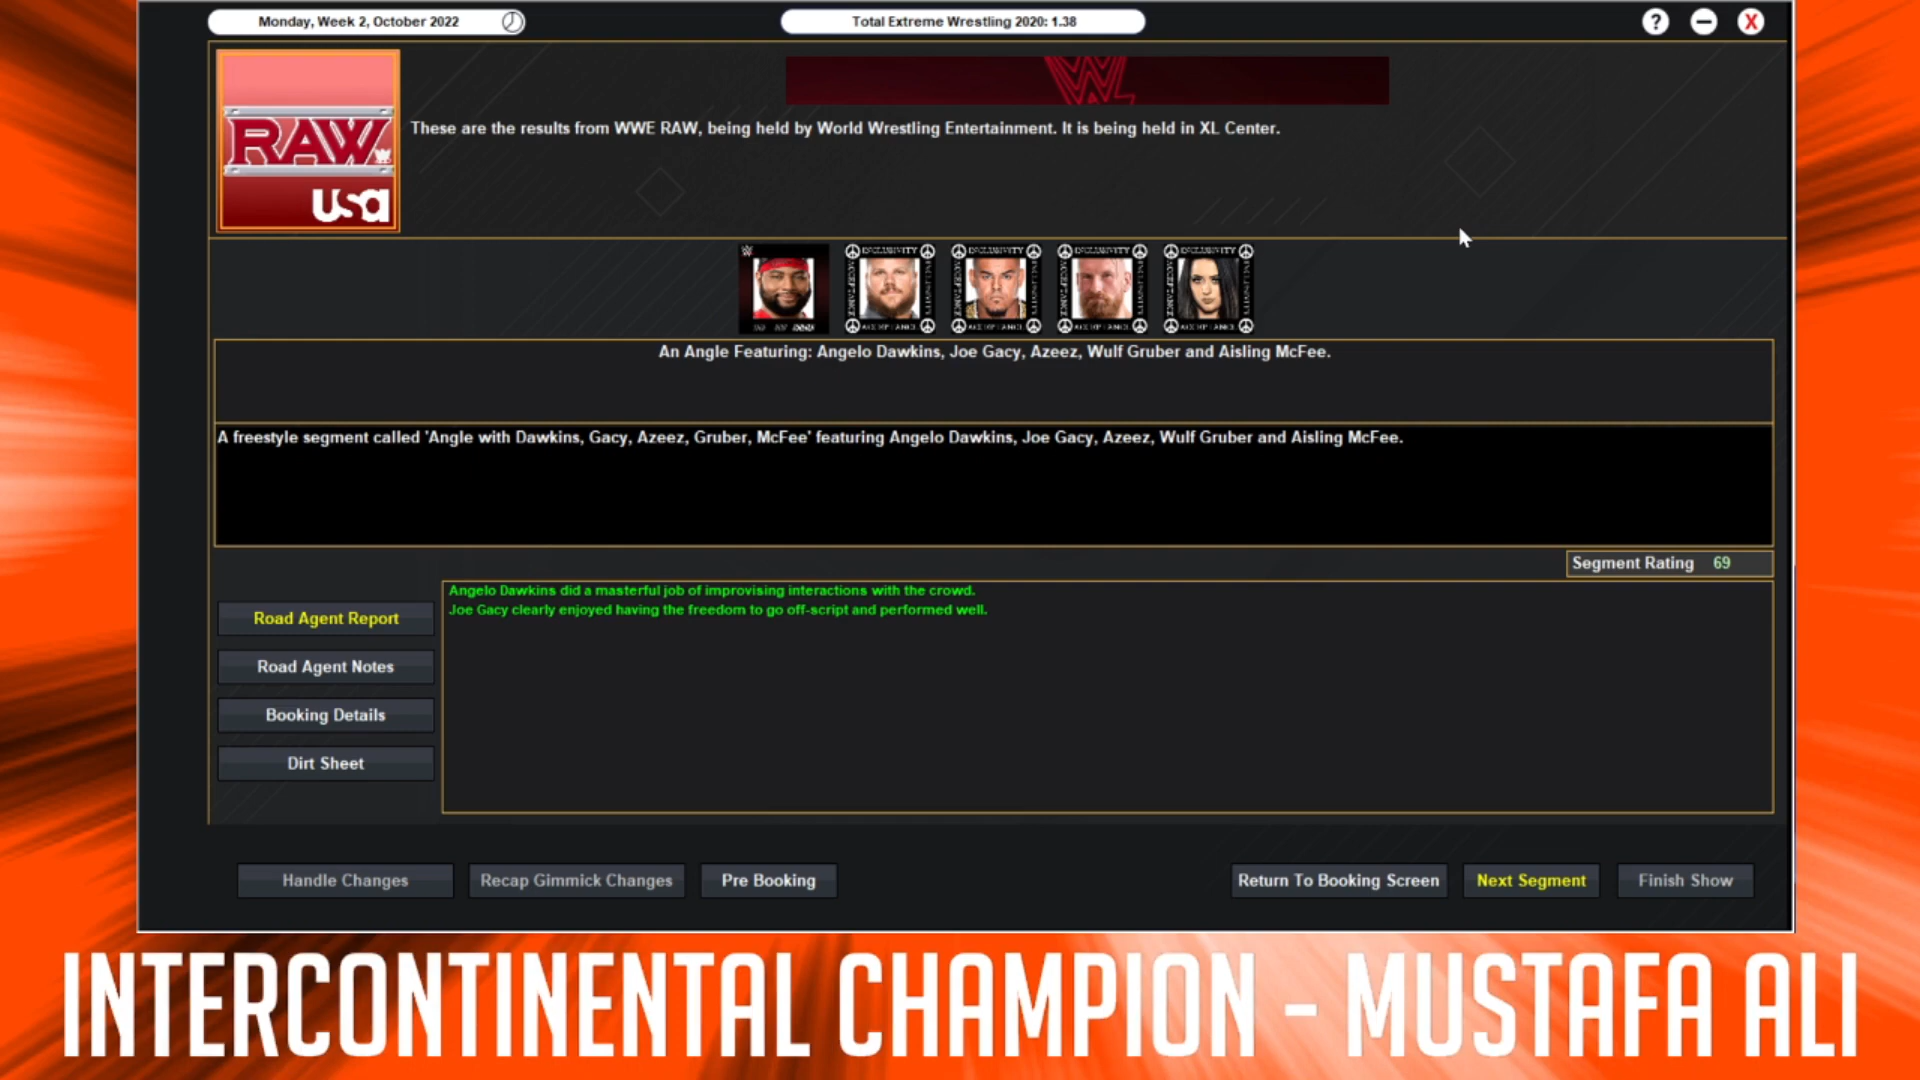 Monday, Week 2, October 2022
Total Extreme Wrestling 2020: 1.38
?
X
RAW
usa
These are the results from WWE RAW, being held by World Wrestling Entertainment. It is being held in XL Center.
An Angle Featuring: Angelo Dawkins, Joe Gacy, Azeez, Wulf Gruber and Aisling McFee.
A freestyle segment called 'Angle with Dawkins, Gacy, Azeez, Gruber, McFee' featuring Angelo Dawkins, Joe Gacy, Azeez, Wulf Gruber and Aisling McFee.
Segment Rating 69
Angelo Dawkins did a masterful job of improvising interactions with the crowd.
Joe Gacy clearly enjoyed having the freedom to go off-script and performed well.
Road Agent Report
Road Agent Notes
Booking Details
Dirt Sheet
Handle Changes
Recap Gimmick Changes
Pre Booking
Return To Booking Screen
Next Segment
Finish Show
INTERCONTINENTAL CHAMPION - MUSTAFA ALI